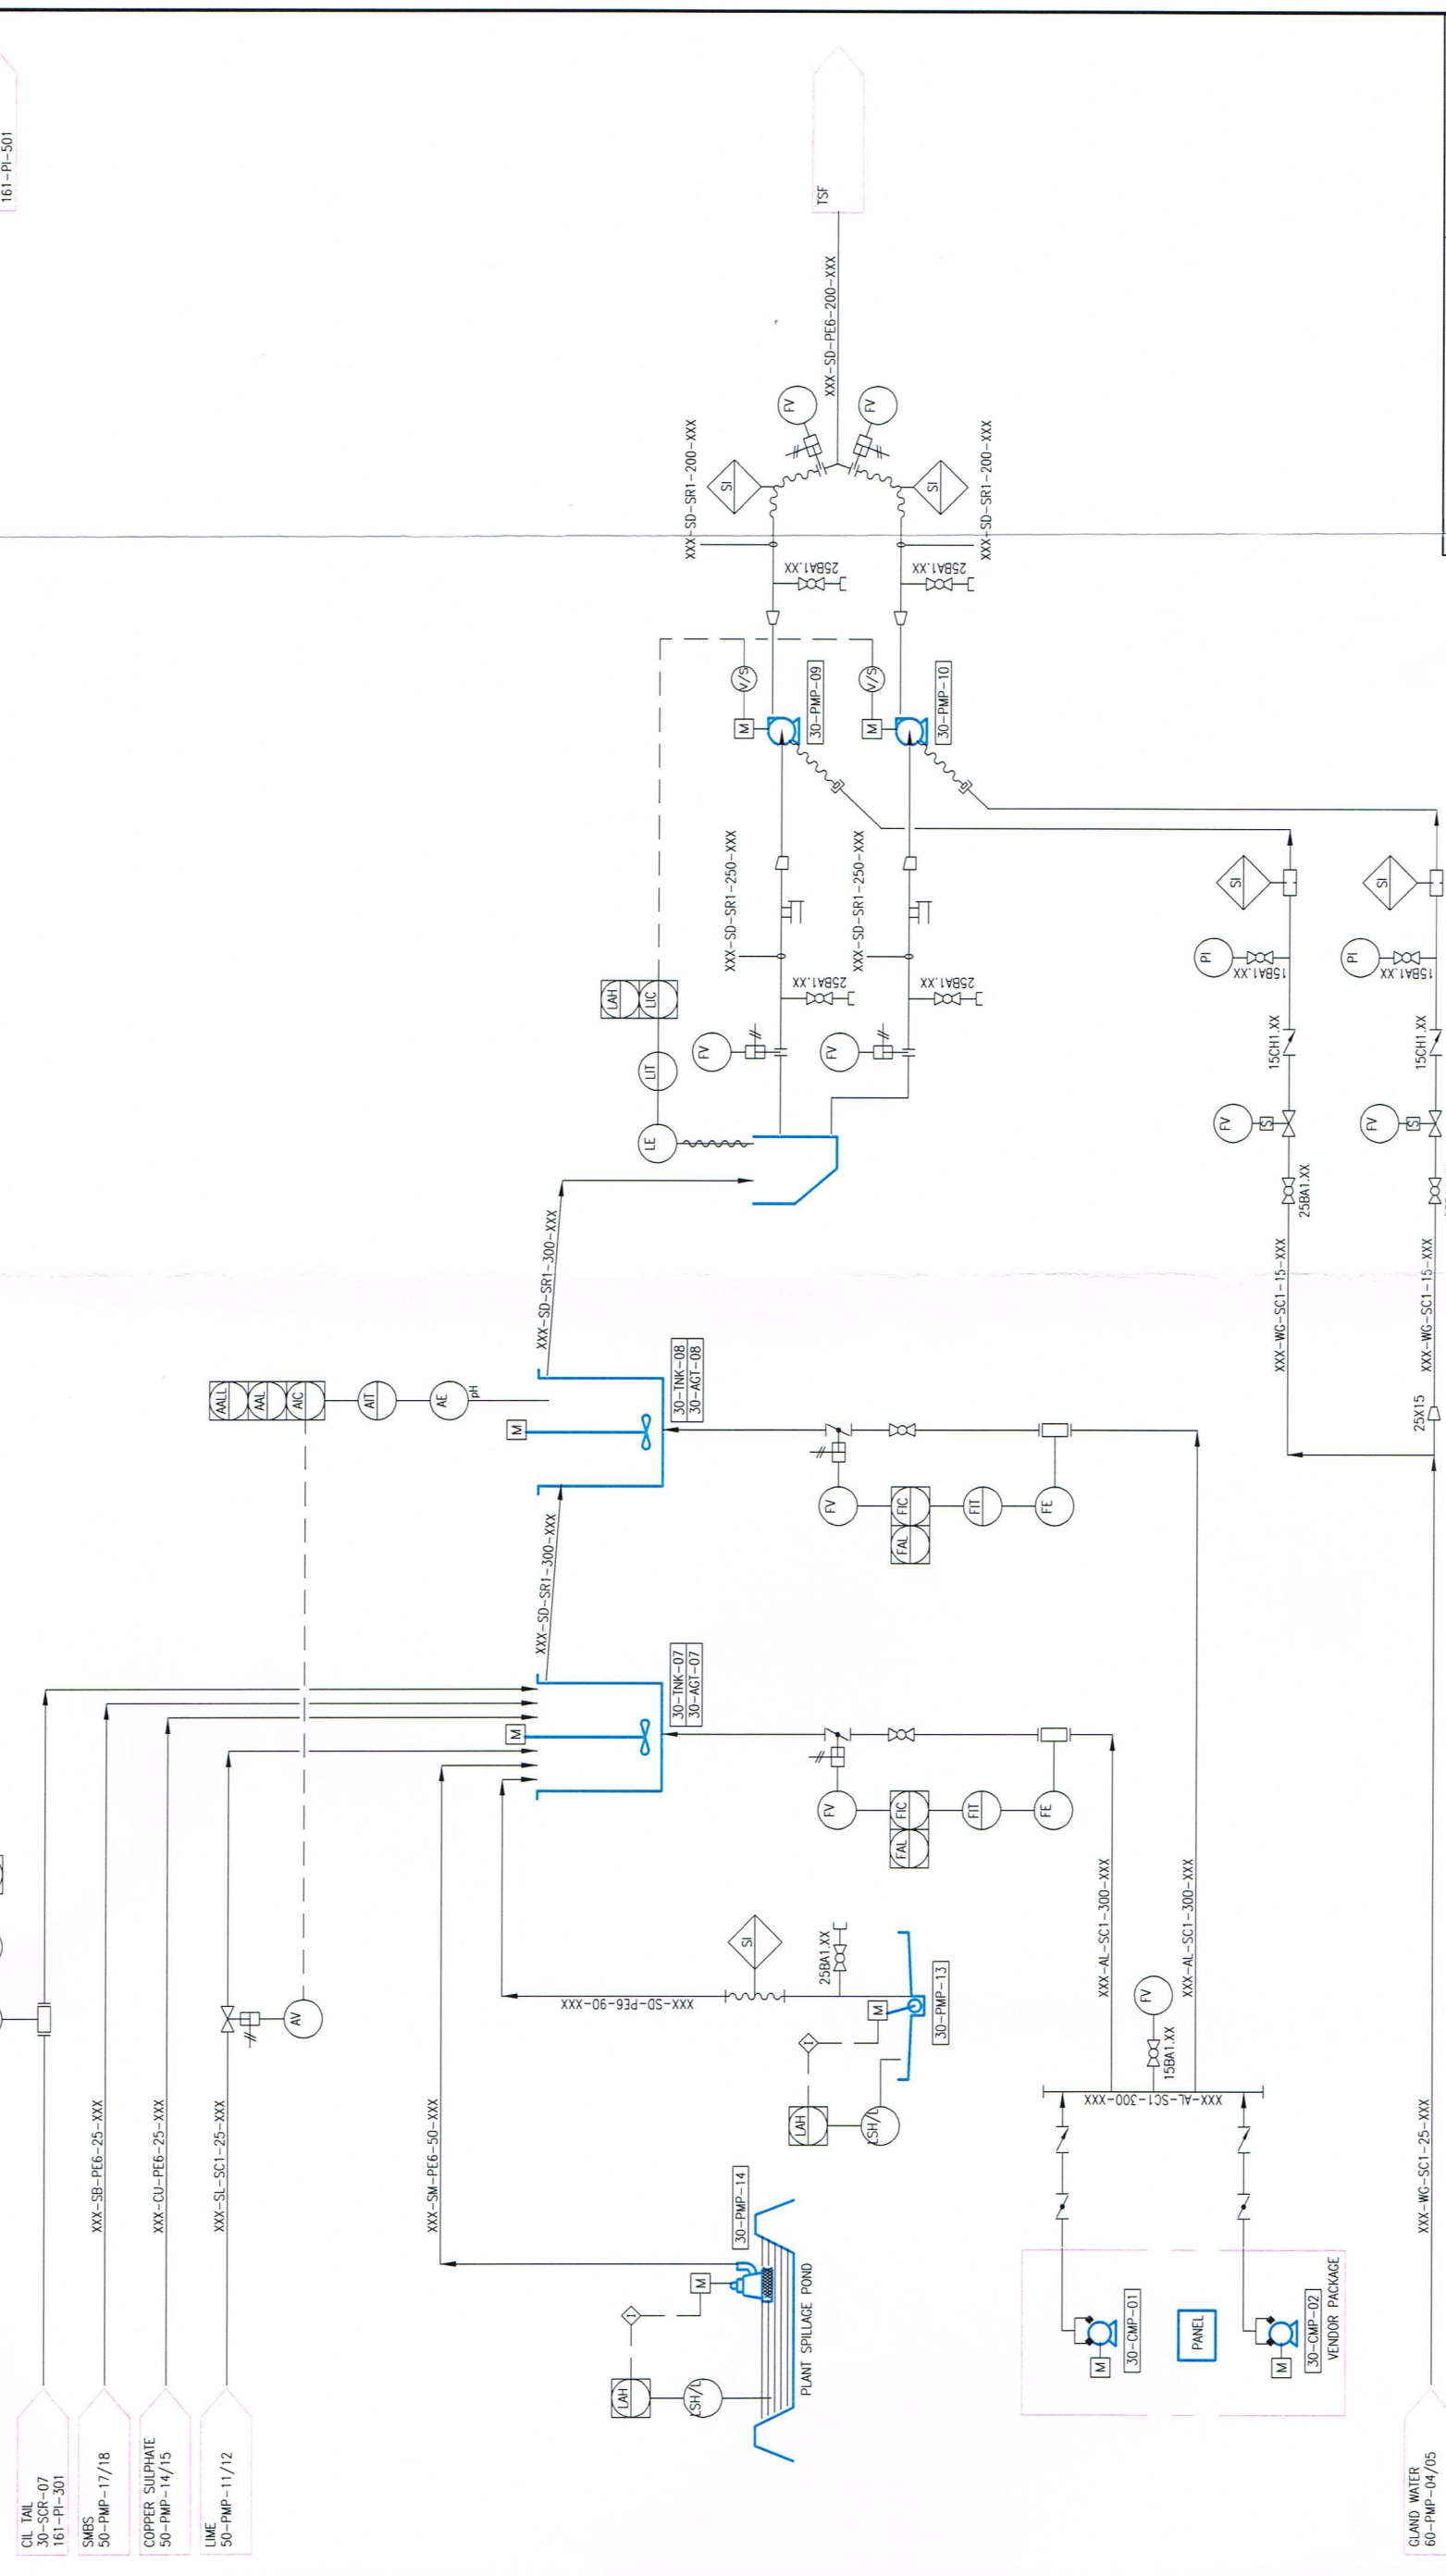 161-PI-501
CIL TAIL
30-SCR-07
161-PI-301
SMBS
50-PMP-17/18
XXX-SB-PE6-25-XXX
COPPER SULPHATE
50-PMP-14/15
XXX-CU-PE6-25-XXX
LIME
50-PMP-11/12
XXX-SL-SC1-25-XXX
AV
AALL
AAL
AIC
AIT
AE
pH
XXX-SM-PE6-50-XXX
XXX-SD-PE6-90-XXX
M
M
XXX-SD-SR1-300-XXX
XXX-SD-SR1-300-XXX
30-TNK-07
30-AGT-07
30-TNK-08
30-AGT-08
LAH
LSH/L
I
M
30-PMP-14
PLANT SPILLAGE POND
LAH
LSH/L
I
M
SI
25BA1.XX
30-PMP-13
FV
FIC
FAL
FIT
FE
FV
FIC
FAL
FIT
FE
LE
LIT
LAH
LIC
FV
25BA1.XX
XXX-SD-SR1-250-XXX
M
V/S
30-PMP-09
FV
25BA1.XX
XXX-SD-SR1-250-XXX
M
V/S
30-PMP-10
25BA1.XX
XXX-SD-SR1-200-XXX
SI
FV
25BA1.XX
XXX-SD-SR1-200-XXX
SI
FV
XXX-SD-PE6-200-XXX
TSF
M
30-CMP-01
PANEL
M
30-CMP-02
VENDOR PACKAGE
XXX-AL-SC1-300-XXX
XXX-AL-SC1-300-XXX
15BA1.XX
FV
XXX-AL-SC1-300-XXX
XXX-WG-SC1-15-XXX
25BA1.XX
FV
S
15CH1.XX
15BA1.XX
PI
SI
GLAND WATER
60-PMP-04/05
XXX-WG-SC1-25-XXX
25X15
XXX-WG-SC1-15-XXX
FV
S
15CH1.XX
15BA1.XX
PI
SI